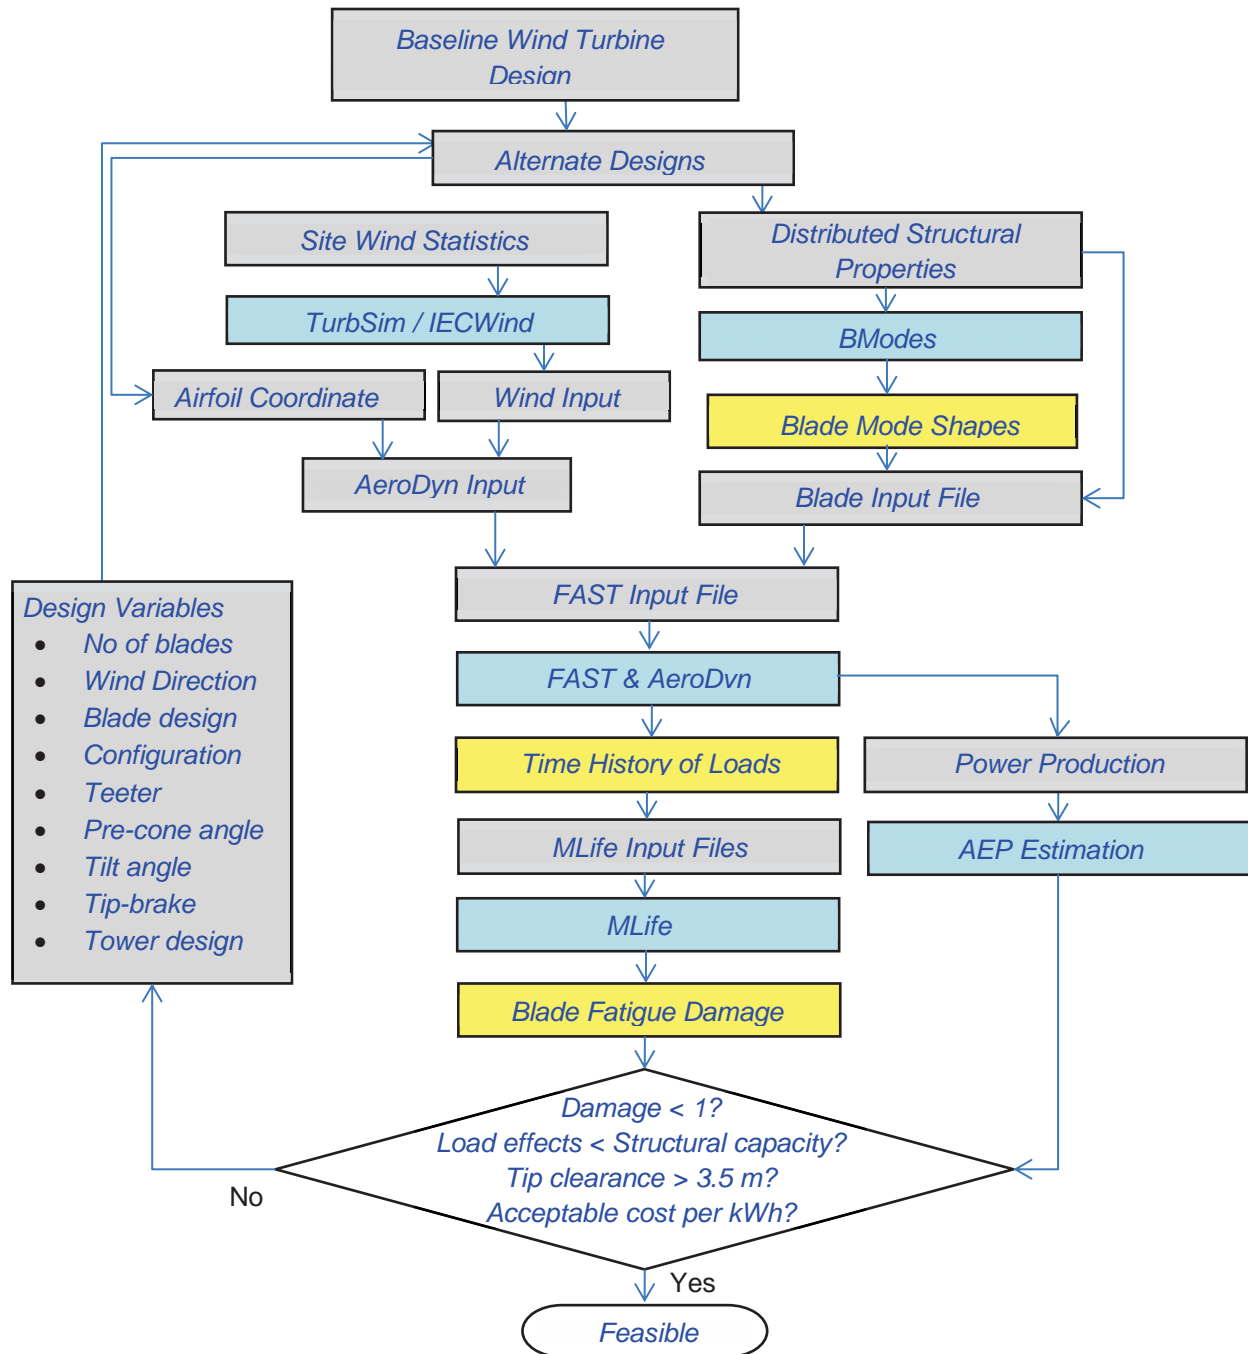 Baseline Wind Turbine
Design
Alternate Designs
Site Wind Statistics
Distributed Structural
Properties
TurbSim / IECWind
BModes
Airfoil Coordinate
Wind Input
Blade Mode Shapes
AeroDyn Input
Blade Input File
FAST Input File
Design Variables
• No of blades
• Wind Direction
• Blade design
• Configuration
• Teeter
• Pre-cone angle
• Tilt angle
• Tip-brake
• Tower design
FAST & AeroDyn
Time History of Loads
Power Production
MLife Input Files
AEP Estimation
MLife
Blade Fatigue Damage
Damage < 1?
Load effects < Structural capacity?
Tip clearance > 3.5 m?
Acceptable cost per kWh?
No
Yes
Feasible